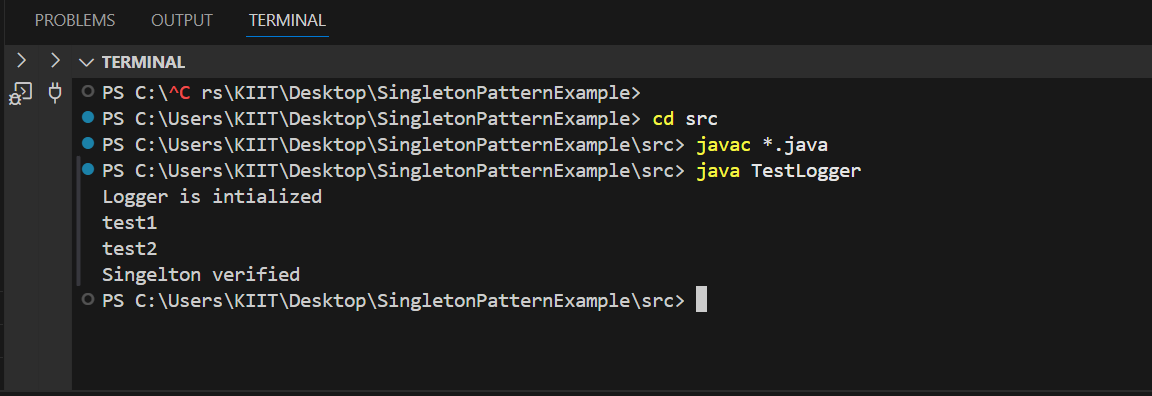 PROBLEMS OUTPUT TERMINAL
TERMINAL
PS C:\^C rs\KIIT\Desktop\SingletonPatternExample>
PS C:\Users\KIIT\Desktop\SingletonPatternExample> cd src
PS C:\Users\KIIT\Desktop\SingletonPatternExample\src> javac *.java
PS C:\Users\KIIT\Desktop\SingletonPatternExample\src> java TestLogger
Logger is intialized
test1
test2
Singelton verified
PS C:\Users\KIIT\Desktop\SingletonPatternExample\src>